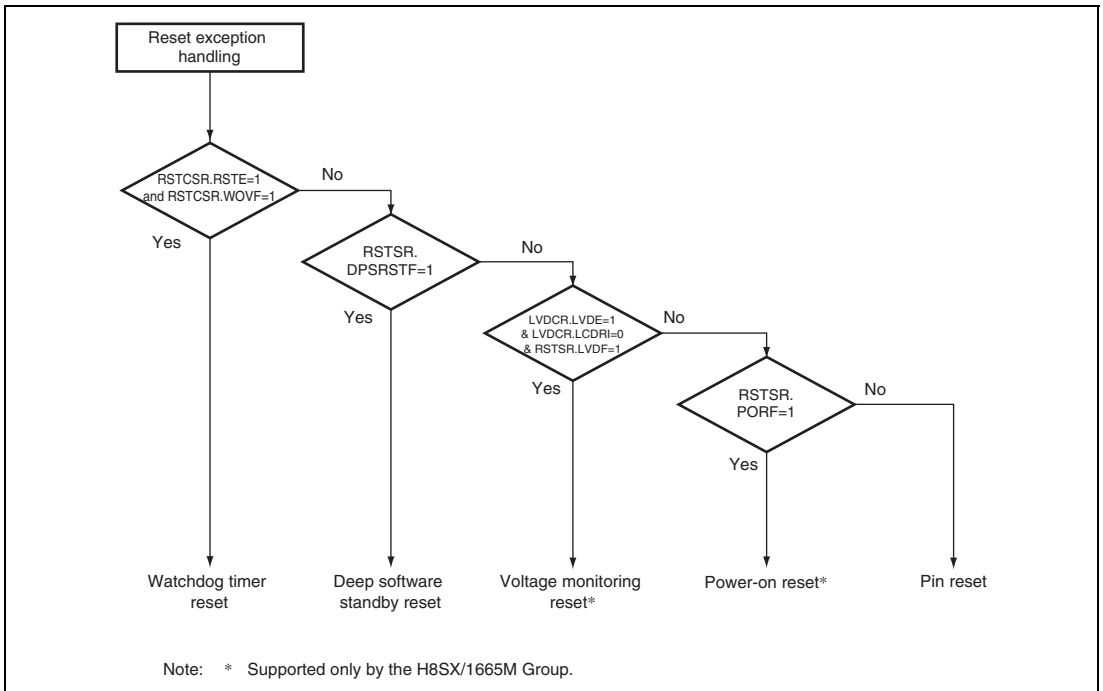 Reset exception
handling
RSTCSR.RSTE=1
and RSTCSR.WOVF=1
No
Yes
RSTSR.
DPSRSTF=1
No
Yes
LVDCR.LVDE=1
& LVDCR.LCDRI=0
& RSTSR.LVDF=1
No
Yes
RSTSR.
PORF=1
No
Yes
Watchdog timer
reset
Deep software
standby reset
Voltage monitoring
reset*
Power-on reset*
Pin reset
Note: * Supported only by the H8SX/1665M Group.